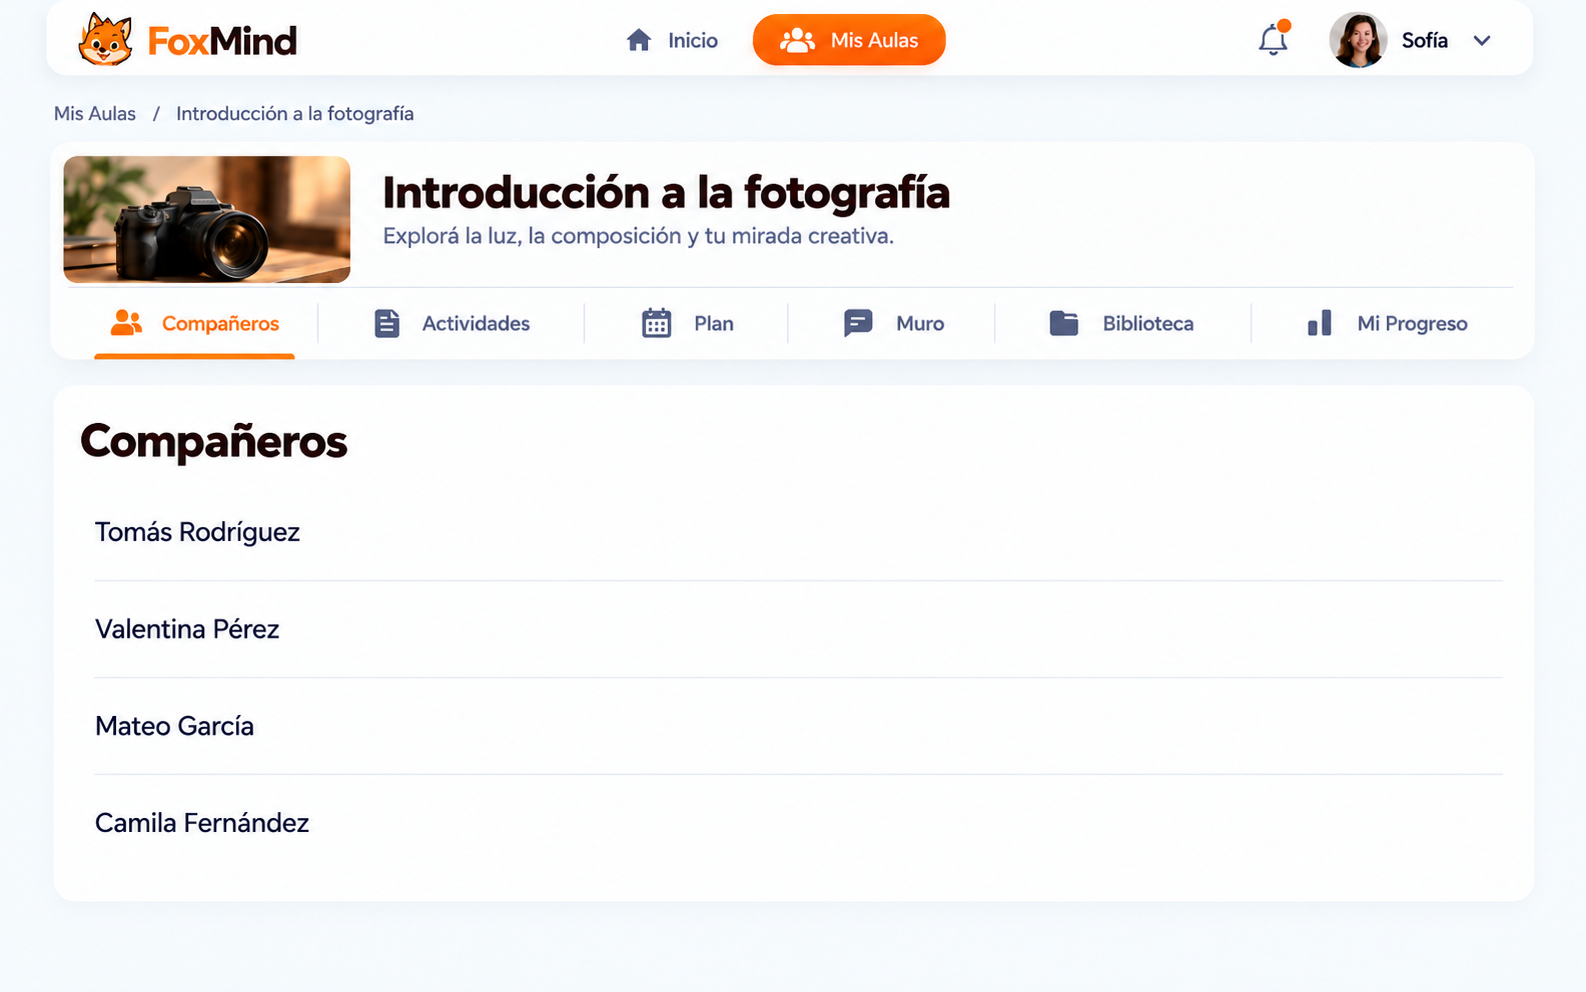 FoxMind
Inicio
Mis Aulas
Sofía
Mis Aulas / Introducción a la fotografía
Introducción a la fotografía
Explorá la luz, la composición y tu mirada creativa.
Compañeros
Actividades
Plan
Muro
Biblioteca
Mi Progreso
Compañeros
Tomás Rodríguez
Valentina Pérez
Mateo García
Camila Fernández